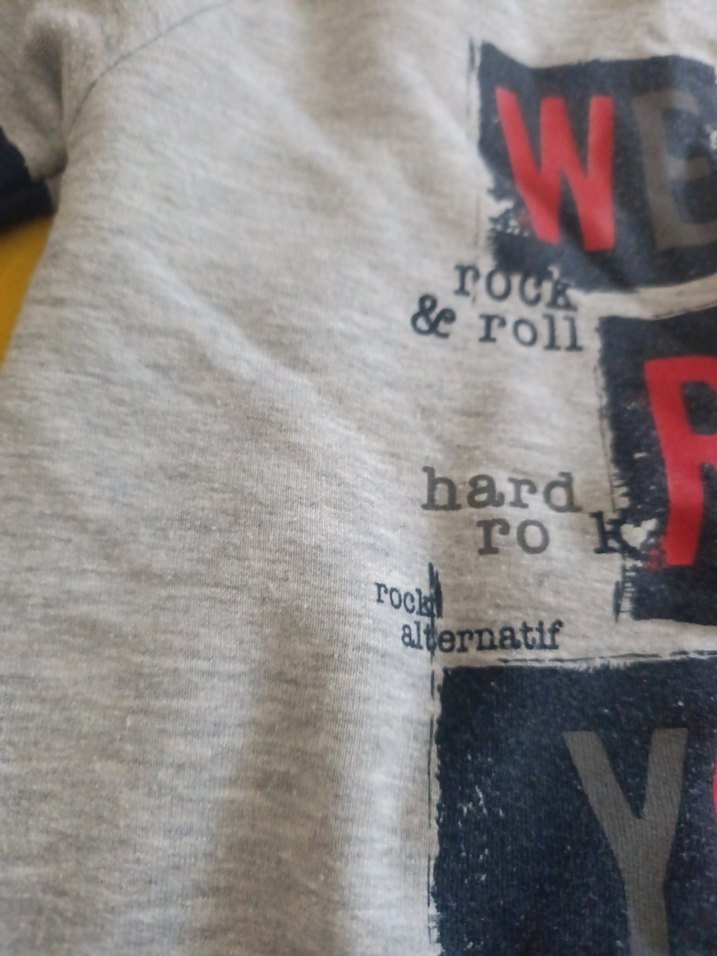 WE
rock
& roll
R
hard
ro k
rock
alternatif
Y